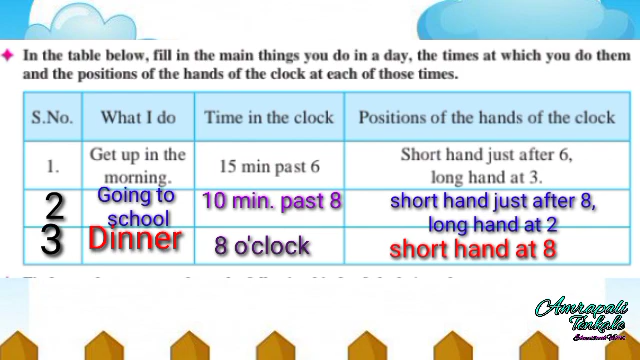 In the table below, fill in the main things you do in a day, the times at which you do them
and the positions of the hands of the clock at each of those times.
S.No. What I do Time in the clock Positions of the hands of the clock
1. Get up in the morning. 15 min past 6 Short hand just after 6, long hand at 3.
2 Going to school 10 min. past 8 short hand just after 8, long hand at 2
3 Dinner 8 o'clock short hand at 8
Amrapali
Tinkale